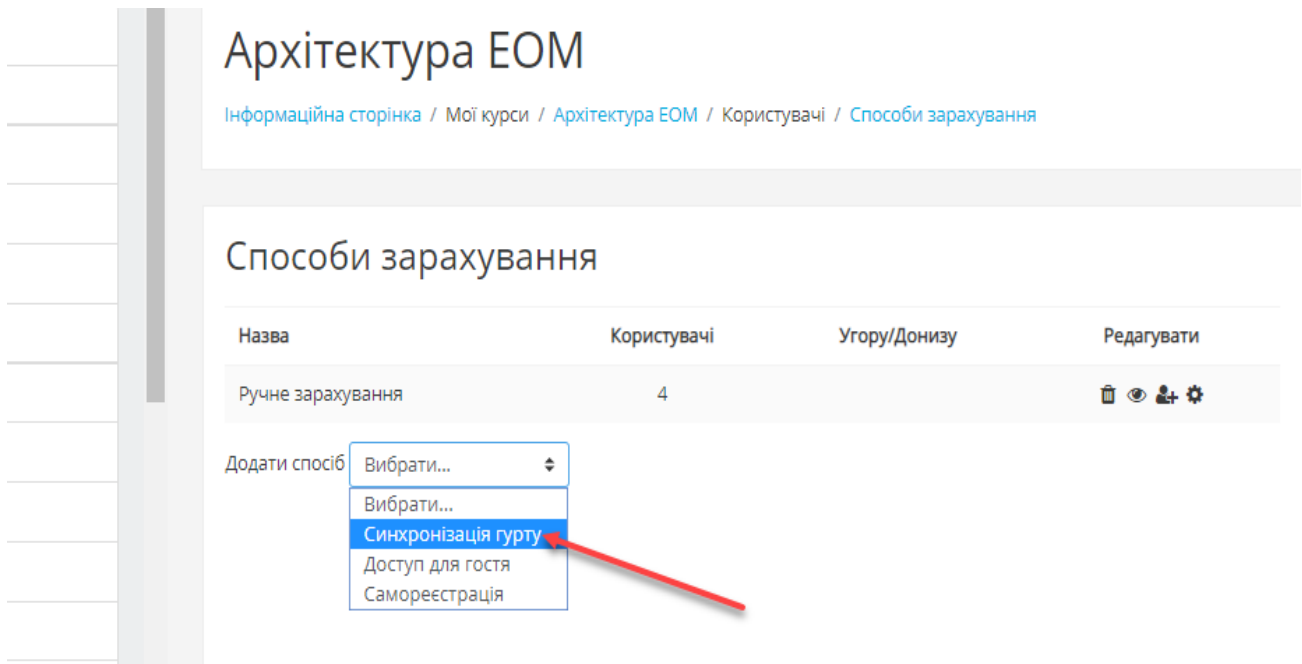 Архітектура ЕОМ
Інформаційна сторінка / Мої курси / Архітектура ЕОМ / Користувачі / Способи зарахування
Способи зарахування
Назва Користувачі Угору/Донизу Редагувати
Ручне зарахування 4
Додати спосіб Вибрати...
Вибрати...
Синхронізація гурту
Доступ для гостя
Самореєстрація